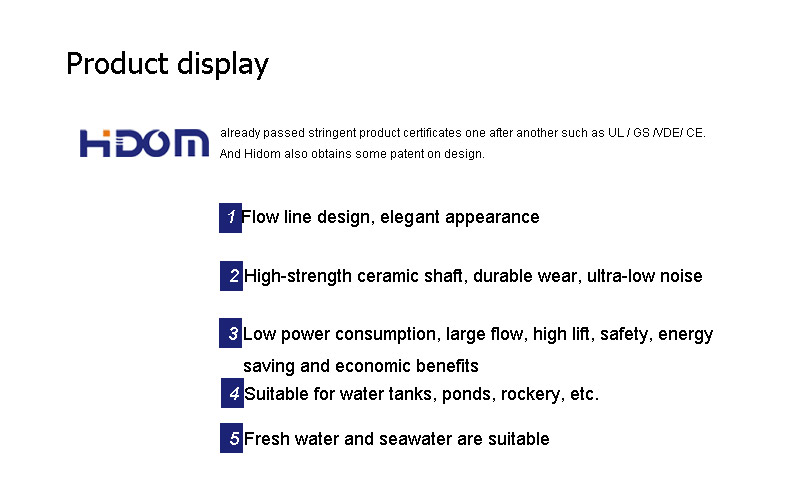 Product display
HiDOM already passed stringent product certificates one after another such as UL / GS /VDE/ CE.
And Hidom also obtains some patent on design.
1 Flow line design, elegant appearance
2 High-strength ceramic shaft, durable wear, ultra-low noise
3 Low power consumption, large flow, high lift, safety, energy
saving and economic benefits
4 Suitable for water tanks, ponds, rockery, etc.
5 Fresh water and seawater are suitable